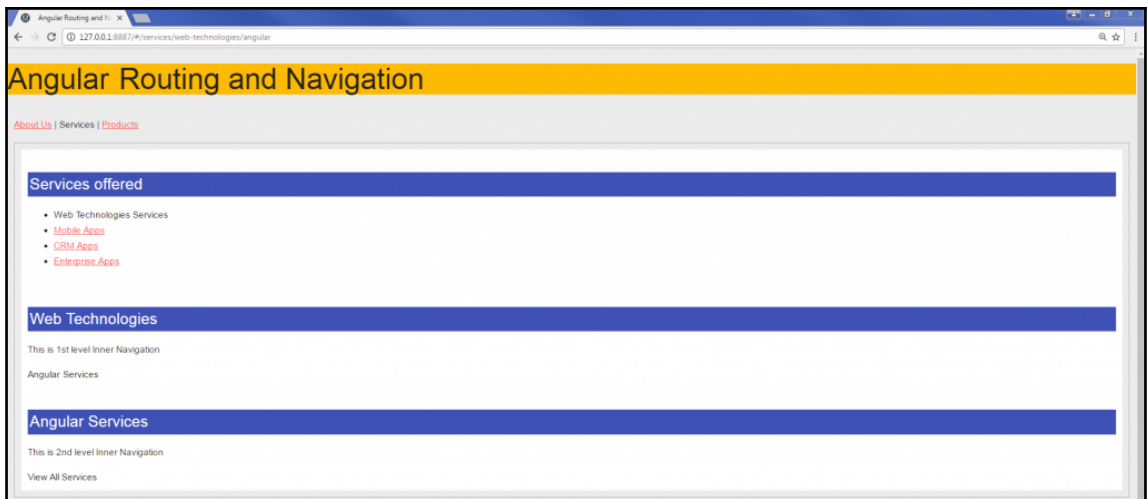 Angular Routing and Na
127.0.0.1:8887/#/services/web-technologies/angular
Angular Routing and Navigation
About Us | Services | Products
Services offered
• Web Technologies Services
• Mobile Apps
• CRM Apps
• Enterprise Apps
Web Technologies
This is 1st level Inner Navigation
Angular Services
Angular Services
This is 2nd level Inner Navigation
View All Services